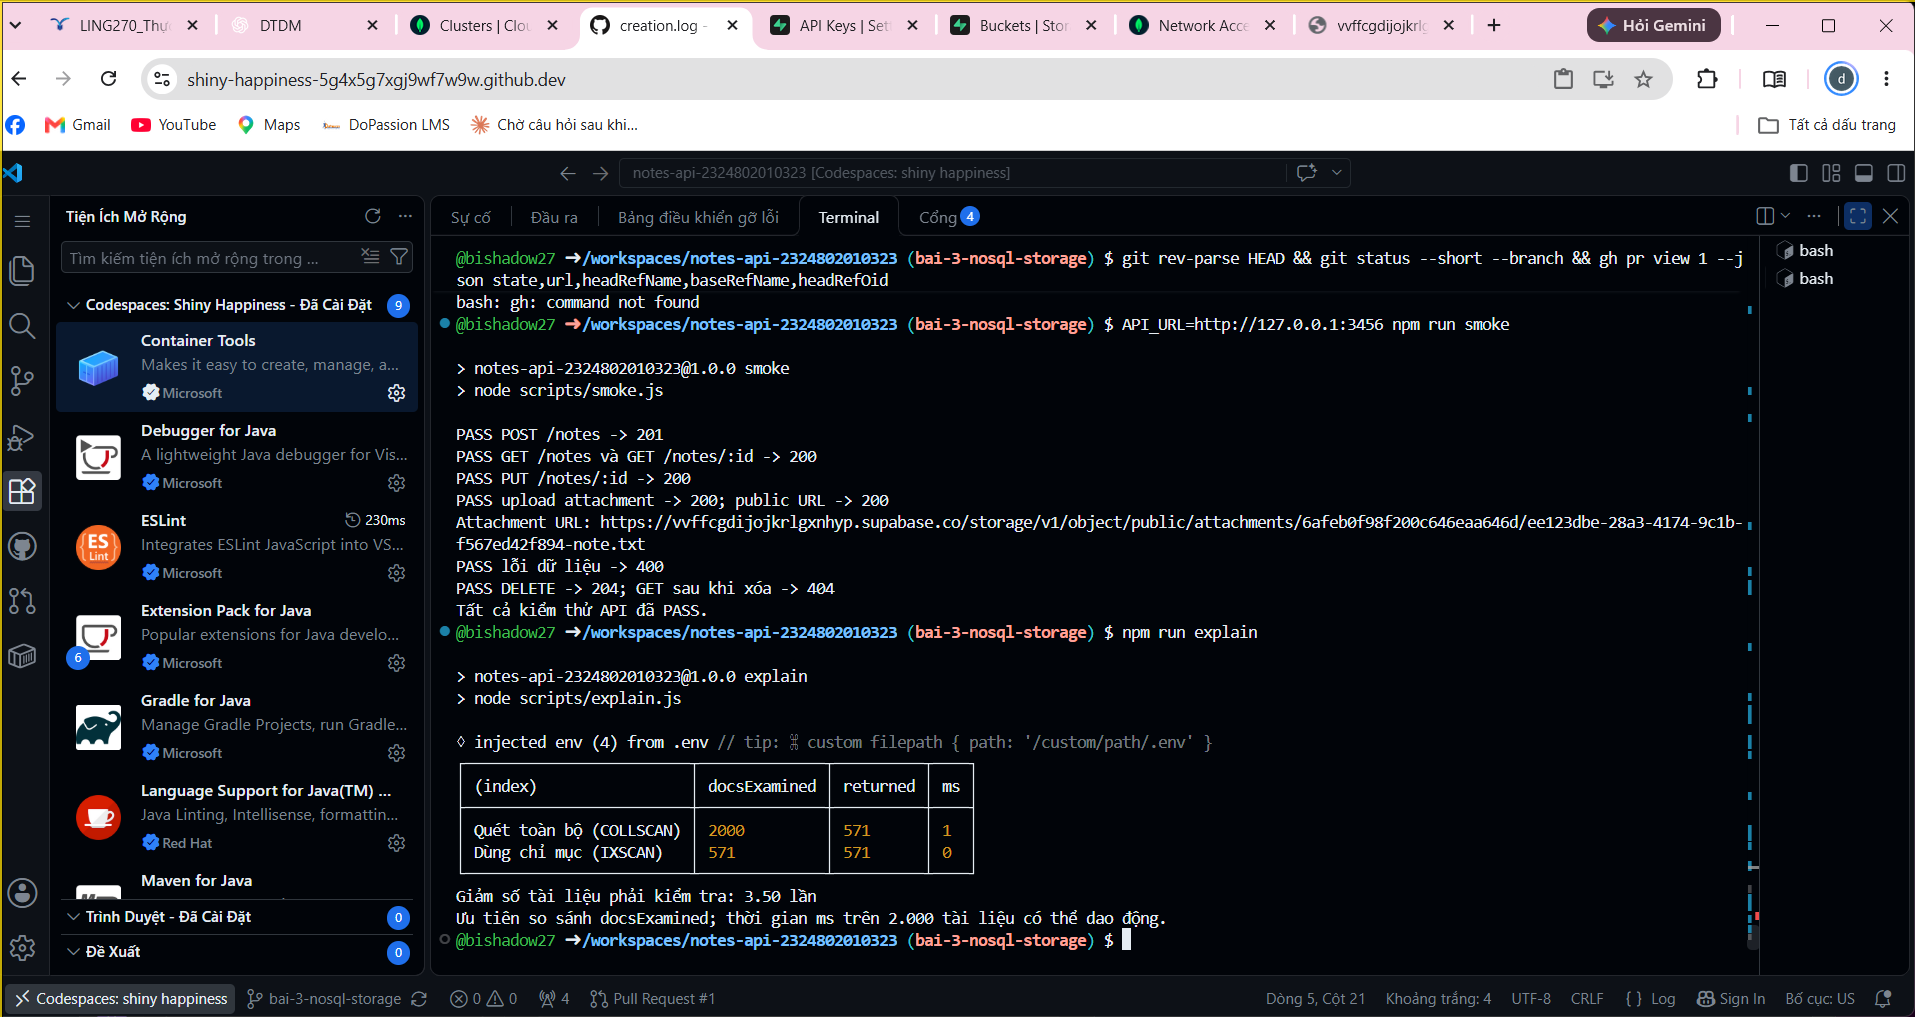 LING270_Thự
DTDM
Clusters | Clou
creation.log -
API Keys | Sett
Buckets | Stor
Network Acce
vvffcgdijojkrlg
Hỏi Gemini
shiny-happiness-5g4x5g7xgj9wf7w9w.github.dev
d
Gmail
YouTube
Maps
DoPassion LMS
Chờ câu hỏi sau khi...
Tất cả dấu trang
notes-api-2324802010323 [Codespaces: shiny happiness]
Tiện Ích Mở Rộng
Tìm kiếm tiện ích mở rộng trong ...
Codespaces: Shiny Happiness - Đã Cài Đặt
9
Container Tools
Makes it easy to create, manage, a...
Microsoft
Debugger for Java
A lightweight Java debugger for Vis...
Microsoft
ESLint
230ms
ES
Lint
Integrates ESLint JavaScript into VS...
Microsoft
Extension Pack for Java
Popular extensions for Java develo...
6
Microsoft
Gradle for Java
Manage Gradle Projects, run Gradle...
Microsoft
Language Support for Java(TM) ...
Java Linting, Intellisense, formattin...
Red Hat
Maven for Java
Trình Duyệt - Đã Cài Đặt
0
Đề Xuất
0
Sự cố
Đầu ra
Bảng điều khiển gỡ lỗi
Terminal
Cổng 4
bash
bash
@bishadow27 ➜/workspaces/notes-api-2324802010323 (bai-3-nosql-storage) $ git rev-parse HEAD && git status --short --branch && gh pr view 1 --j
son state,url,headRefName,baseRefName,headRefOid
bash: gh: command not found
@bishadow27 ➜/workspaces/notes-api-2324802010323 (bai-3-nosql-storage) $ API_URL=http://127.0.0.1:3456 npm run smoke
> notes-api-2324802010323@1.0.0 smoke
> node scripts/smoke.js
PASS POST /notes -> 201
PASS GET /notes và GET /notes/:id -> 200
PASS PUT /notes/:id -> 200
PASS upload attachment -> 200; public URL -> 200
Attachment URL: https://vvffcgdijojkrlgxnhyp.supabase.co/storage/v1/object/public/attachments/6afeb0f98f200c646eaa646d/ee123dbe-28a3-4174-9c1b-
f567ed42f894-note.txt
PASS lỗi dữ liệu -> 400
PASS DELETE -> 204; GET sau khi xóa -> 404
Tất cả kiểm thử API đã PASS.
@bishadow27 ➜/workspaces/notes-api-2324802010323 (bai-3-nosql-storage) $ npm run explain
> notes-api-2324802010323@1.0.0 explain
> node scripts/explain.js
◊ injected env (4) from .env // tip: ⌘ custom filepath { path: '/custom/path/.env' }
(index) docsExamined returned ms
Quét toàn bộ (COLLSCAN) 2000 571 1
Dùng chỉ mục (IXSCAN) 571 571 0
Giảm số tài liệu phải kiểm tra: 3.50 lần
Ưu tiên so sánh docsExamined; thời gian ms trên 2.000 tài liệu có thể dao động.
@bishadow27 ➜/workspaces/notes-api-2324802010323 (bai-3-nosql-storage) $
Codespaces: shiny happiness
bai-3-nosql-storage
0
0
4
Pull Request #1
Dòng 5, Cột 21
Khoảng trắng: 4
UTF-8
CRLF
{ } Log
Sign In
Bố cục: US